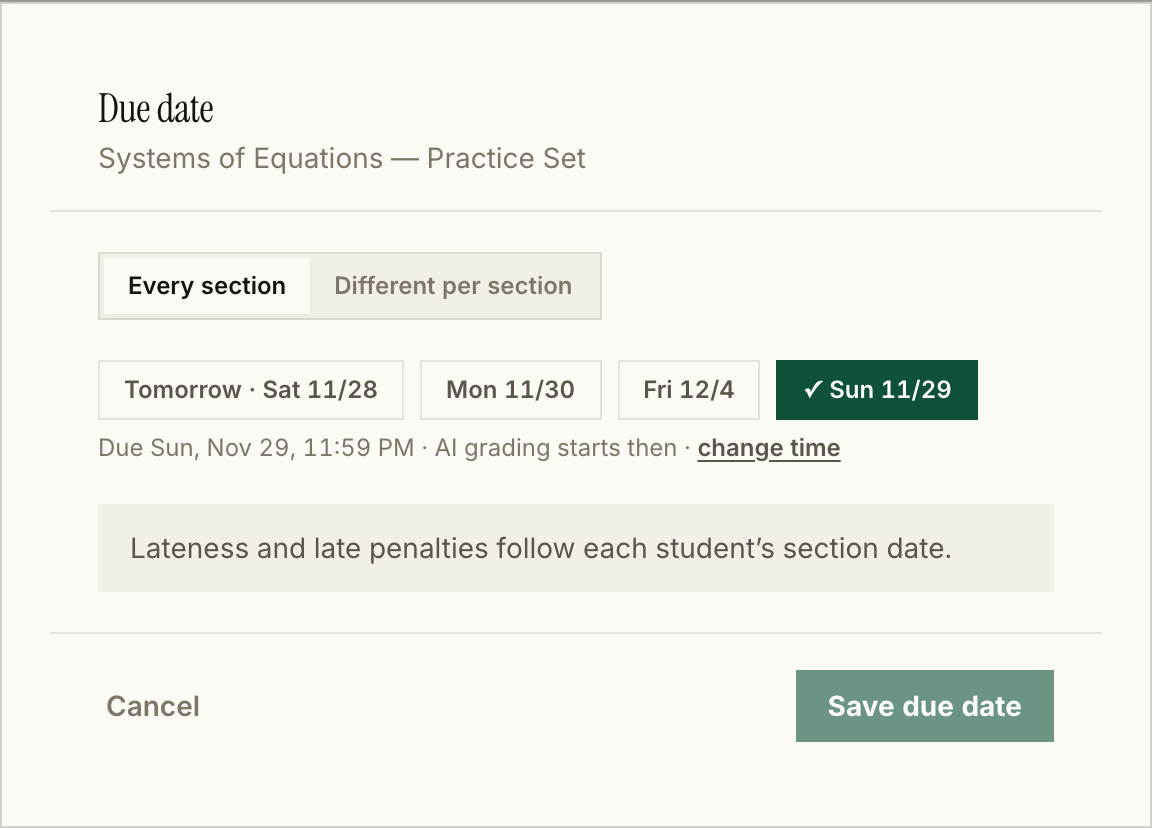 Due date
Systems of Equations — Practice Set
Every section Different per section
Tomorrow · Sat 11/28 Mon 11/30 Fri 12/4 ✓ Sun 11/29
Due Sun, Nov 29, 11:59 PM · AI grading starts then · change time
Lateness and late penalties follow each student’s section date.
Cancel Save due date